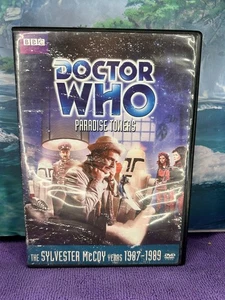 BBC
DOCTOR
WHO
PARADISE TOWERS
THE SYLVESTER McCOY YEARS 1987-1989
DVD